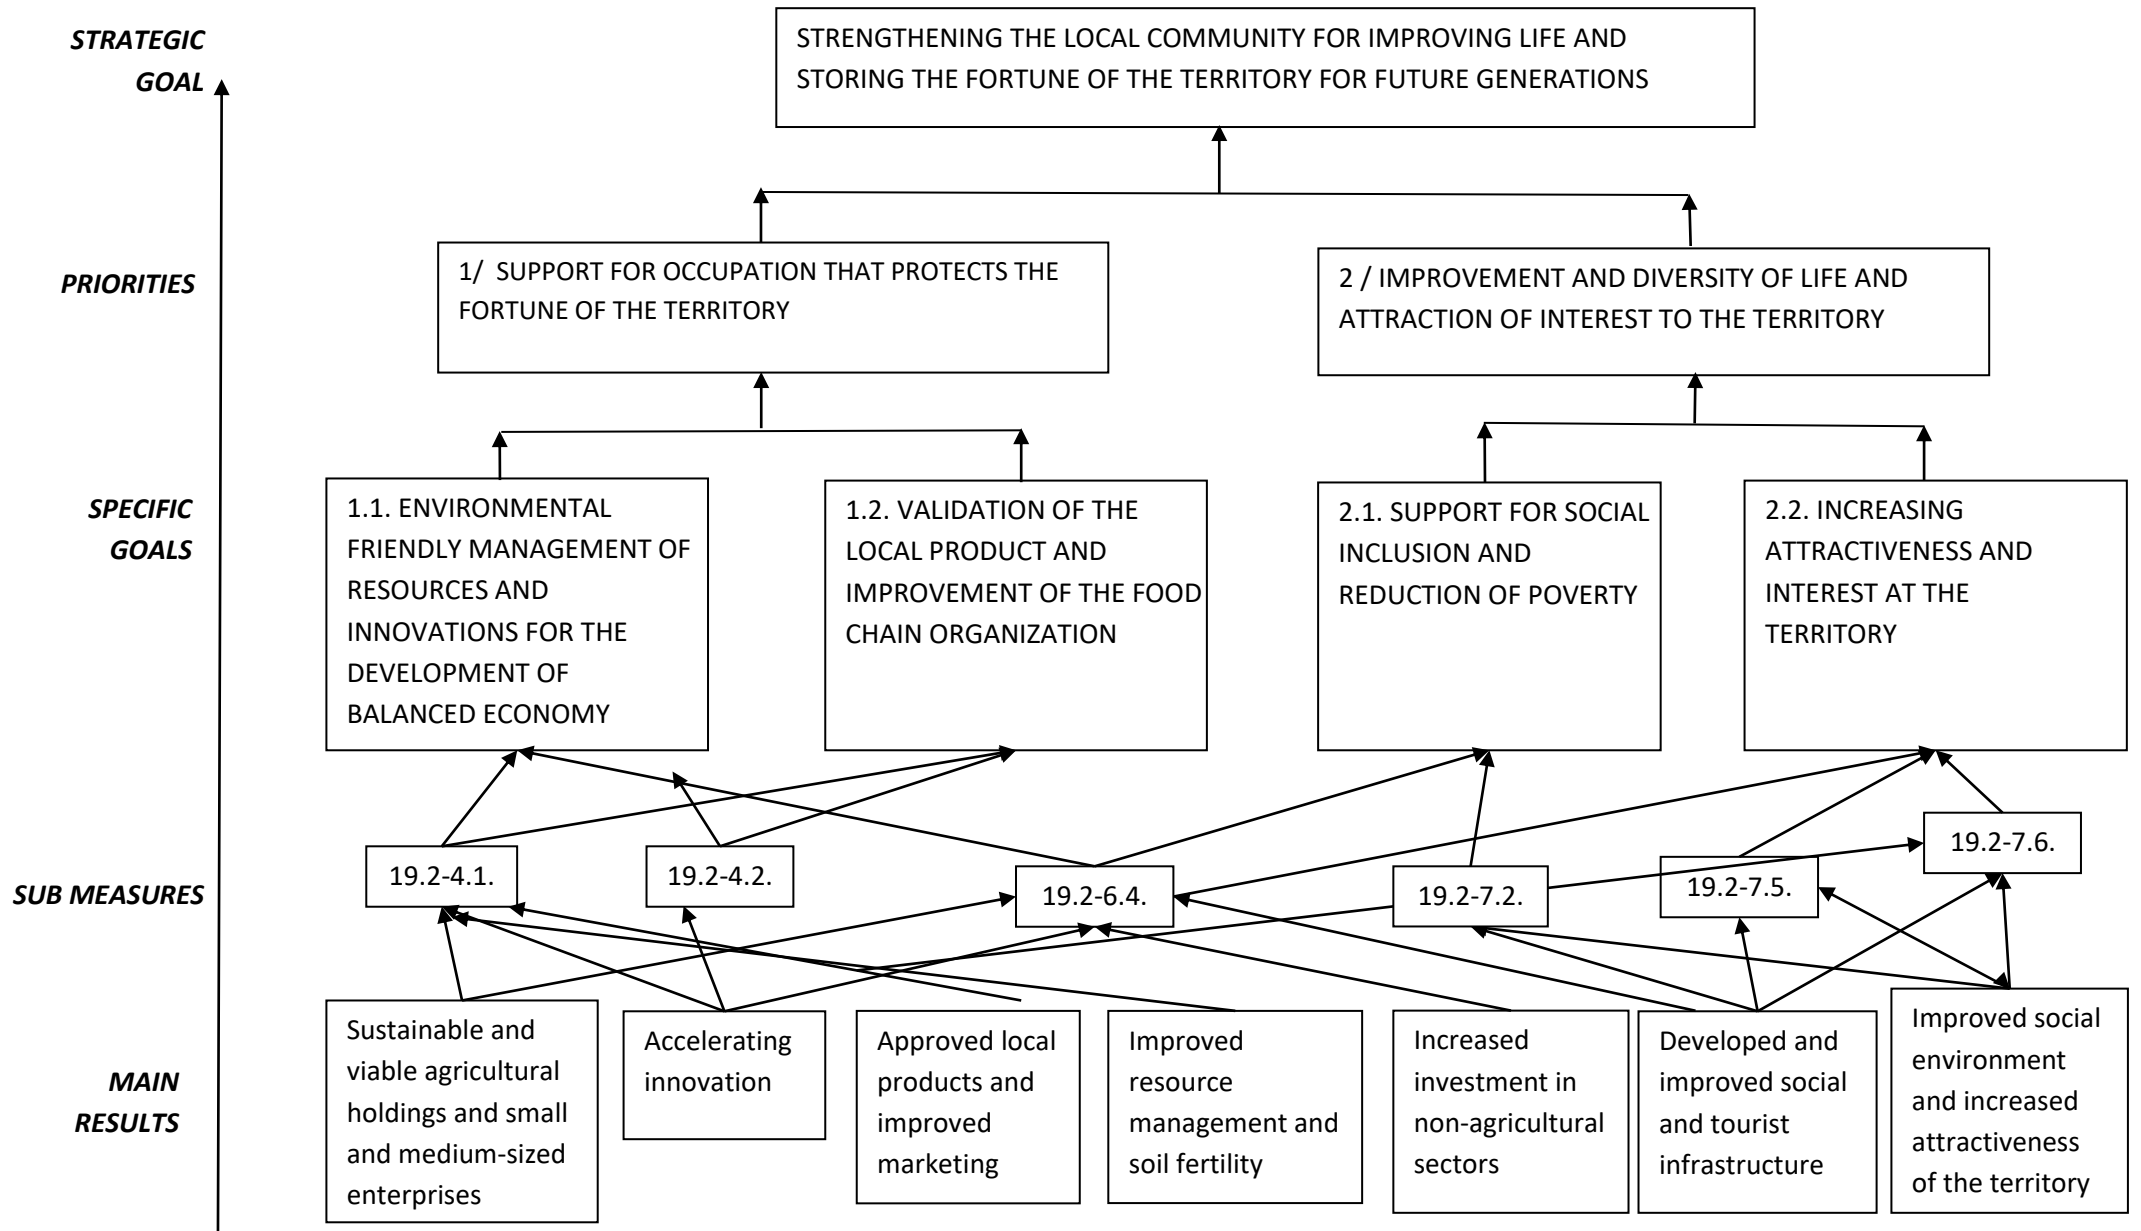 STRATEGIC
GOAL
STRENGTHENING THE LOCAL COMMUNITY FOR IMPROVING LIFE AND
STORING THE FORTUNE OF THE TERRITORY FOR FUTURE GENERATIONS
PRIORITIES
1/ SUPPORT FOR OCCUPATION THAT PROTECTS THE
FORTUNE OF THE TERRITORY
2 / IMPROVEMENT AND DIVERSITY OF LIFE AND
ATTRACTION OF INTEREST TO THE TERRITORY
SPECIFIC
GOALS
1.1. ENVIRONMENTAL
FRIENDLY MANAGEMENT OF
RESOURCES AND
INNOVATIONS FOR THE
DEVELOPMENT OF
BALANCED ECONOMY
1.2. VALIDATION OF THE
LOCAL PRODUCT AND
IMPROVEMENT OF THE FOOD
CHAIN ORGANIZATION
2.1. SUPPORT FOR SOCIAL
INCLUSION AND
REDUCTION OF POVERTY
2.2. INCREASING
ATTRACTIVENESS AND
INTEREST AT THE
TERRITORY
SUB MEASURES
19.2-4.1.
19.2-4.2.
19.2-6.4.
19.2-7.2.
19.2-7.5.
19.2-7.6.
MAIN
RESULTS
Sustainable and
viable agricultural
holdings and small
and medium-sized
enterprises
Accelerating
innovation
Approved local
products and
improved
marketing
Improved
resource
management and
soil fertility
Increased
investment in
non-agricultural
sectors
Developed and
improved social
and tourist
infrastructure
Improved social
environment
and increased
attractiveness
of the territory